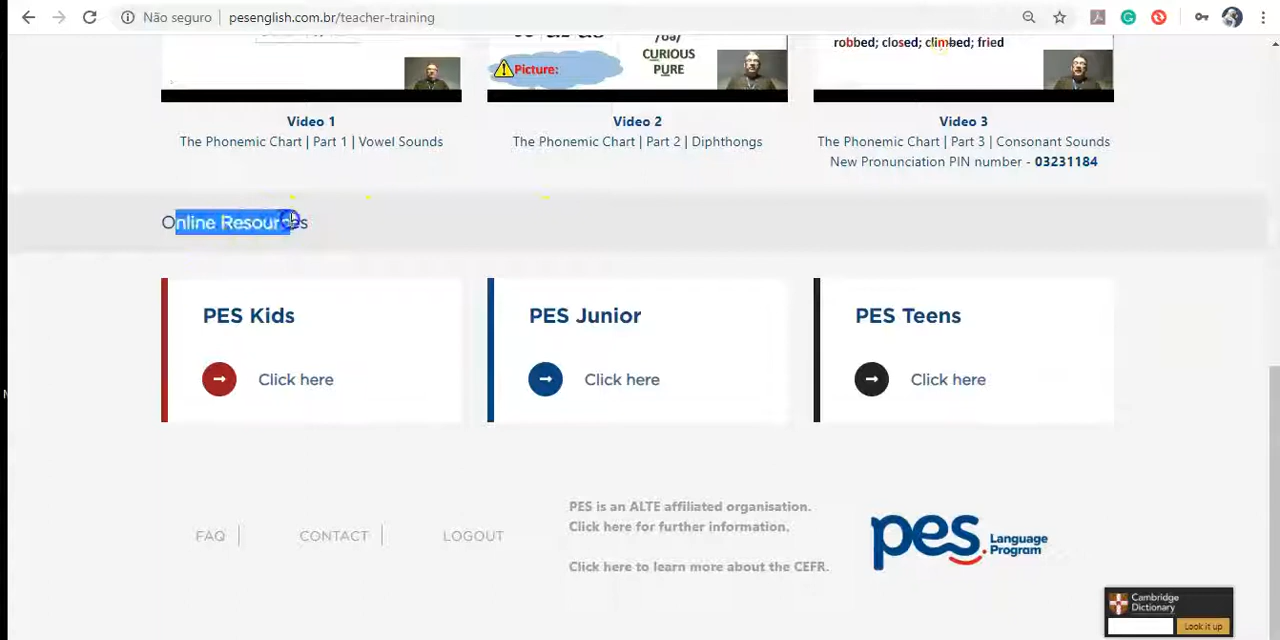 Não seguro
pesenglish.com.br/teacher-training
/ʊə/
CURIOUS
PURE
Picture:
robbed; closed; climbed; fried
Video 1
The Phonemic Chart | Part 1 | Vowel Sounds
Video 2
The Phonemic Chart | Part 2 | Diphthongs
Video 3
The Phonemic Chart | Part 3 | Consonant Sounds
New Pronunciation PIN number - 03231184
Online Resources
PES Kids
Click here
PES Junior
Click here
PES Teens
Click here
FAQ
CONTACT
LOGOUT
PES is an ALTE affiliated organisation.
Click here for further information.
Click here to learn more about the CEFR.
pes. Language
Program
Cambridge
Dictionary
Look it up